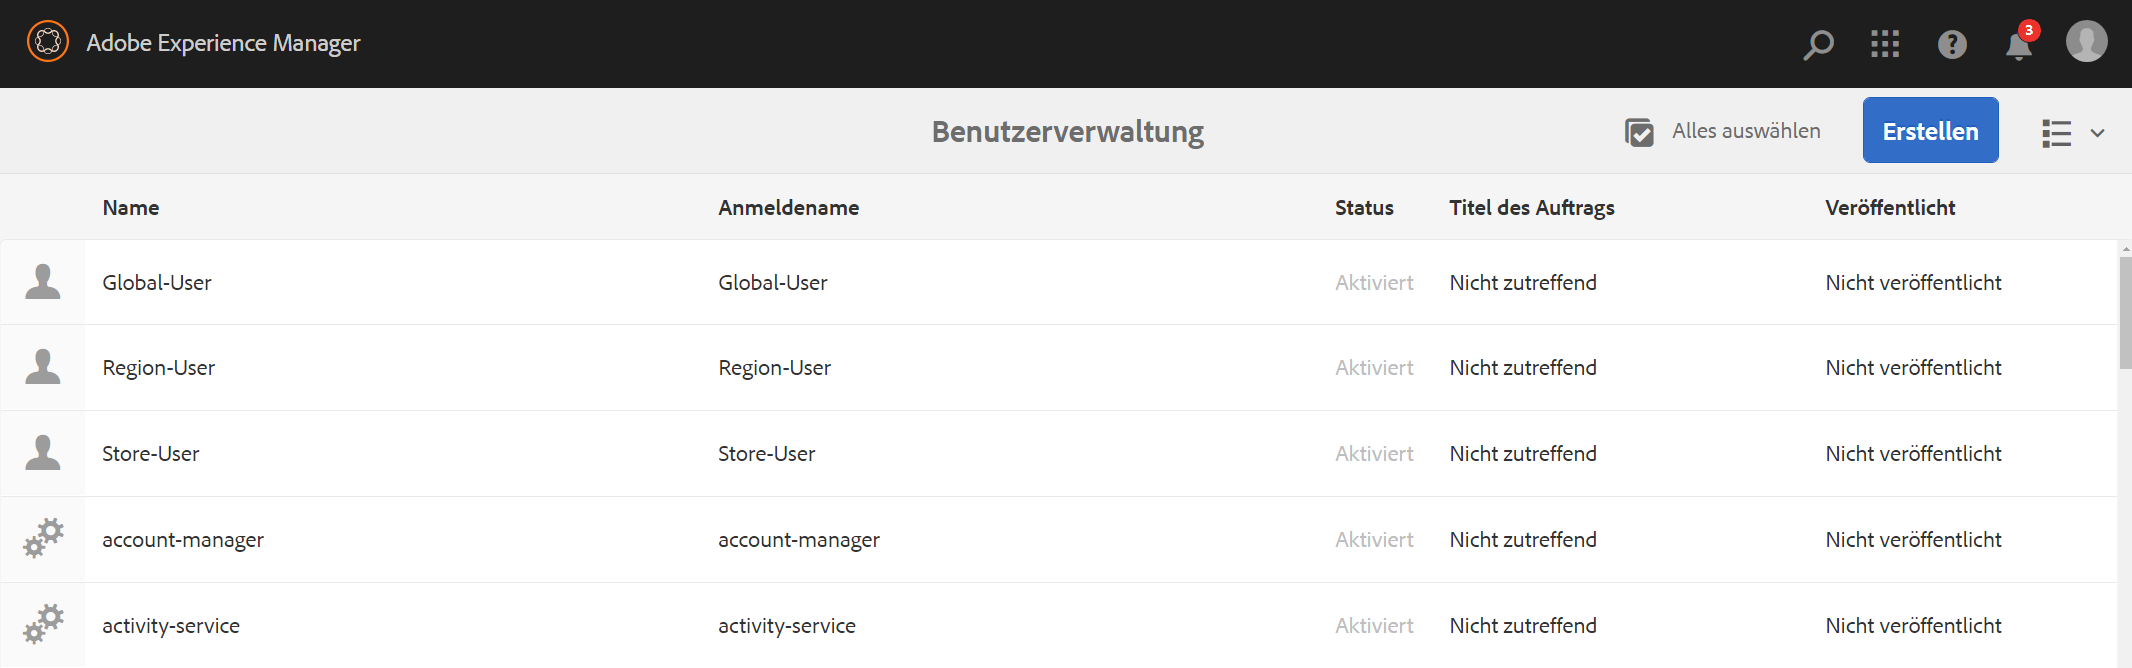 Adobe Experience Manager
3
Benutzerverwaltung
Alles auswählen
Erstellen
Name Anmeldename Status Titel des Auftrags Veröffentlicht
Global-User Global-User Aktiviert Nicht zutreffend Nicht veröffentlicht
Region-User Region-User Aktiviert Nicht zutreffend Nicht veröffentlicht
Store-User Store-User Aktiviert Nicht zutreffend Nicht veröffentlicht
account-manager account-manager Aktiviert Nicht zutreffend Nicht veröffentlicht
activity-service activity-service Aktiviert Nicht zutreffend Nicht veröffentlicht